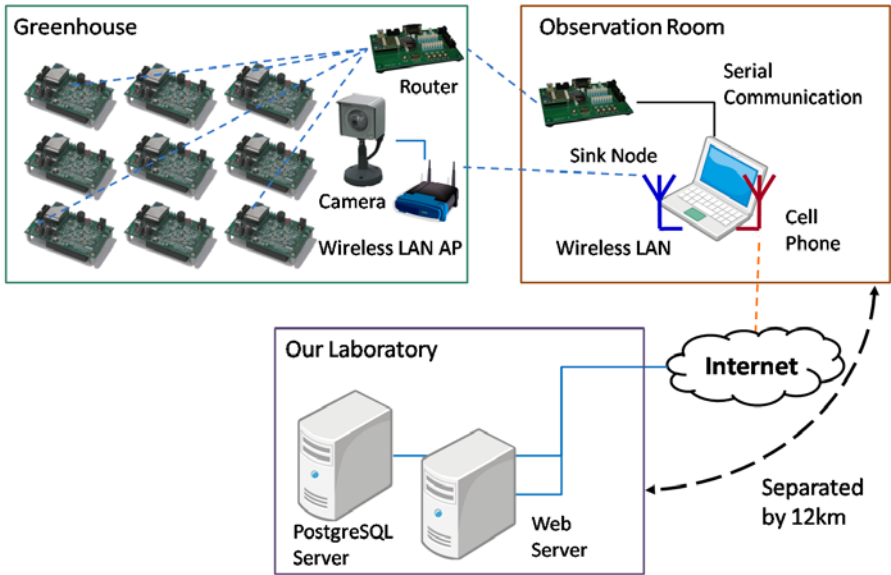 Greenhouse
Router
Camera
Wireless LAN AP
Observation Room
Serial
Communication
Sink Node
Wireless LAN
Cell
Phone
Our Laboratory
Internet
PostgreSQL
Server
Web
Server
Separated
by 12km